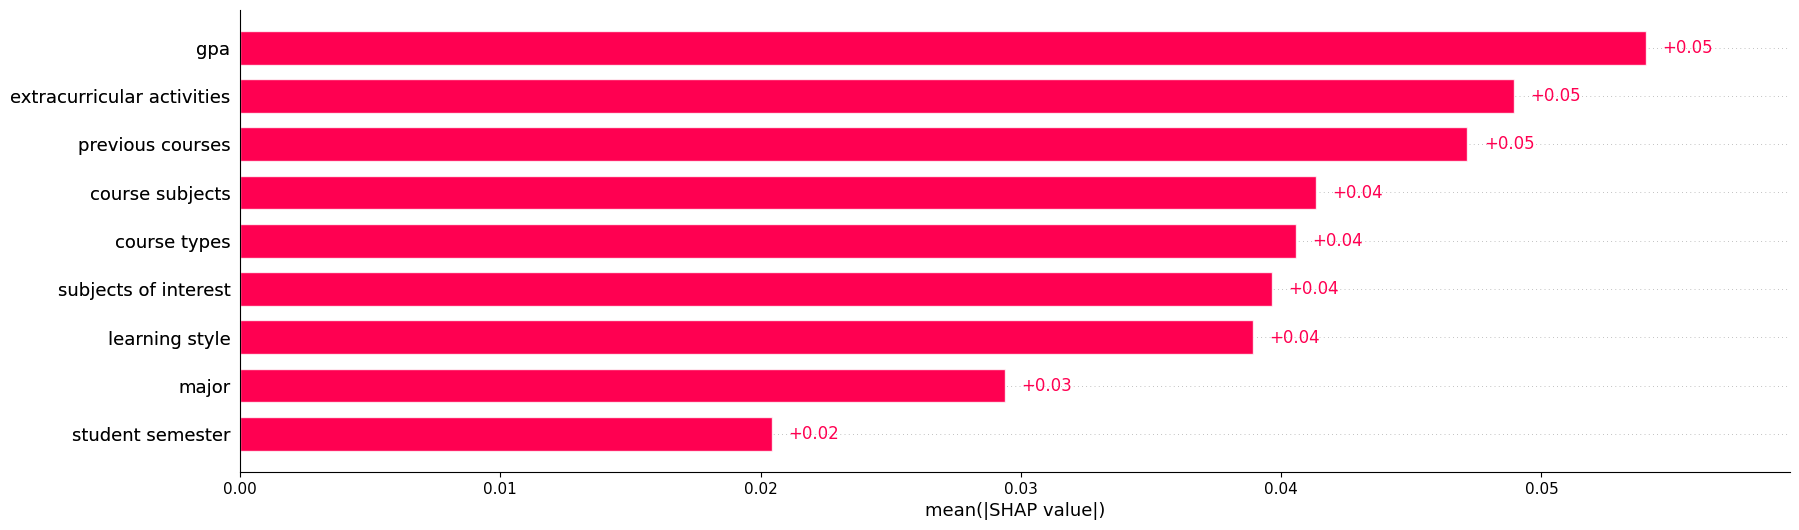 gpa +0.05
extracurricular activities +0.05
previous courses +0.05
course subjects +0.04
course types +0.04
subjects of interest +0.04
learning style +0.04
major +0.03
student semester +0.02
0.00 0.01 0.02 0.03 0.04 0.05
mean(|SHAP value|)